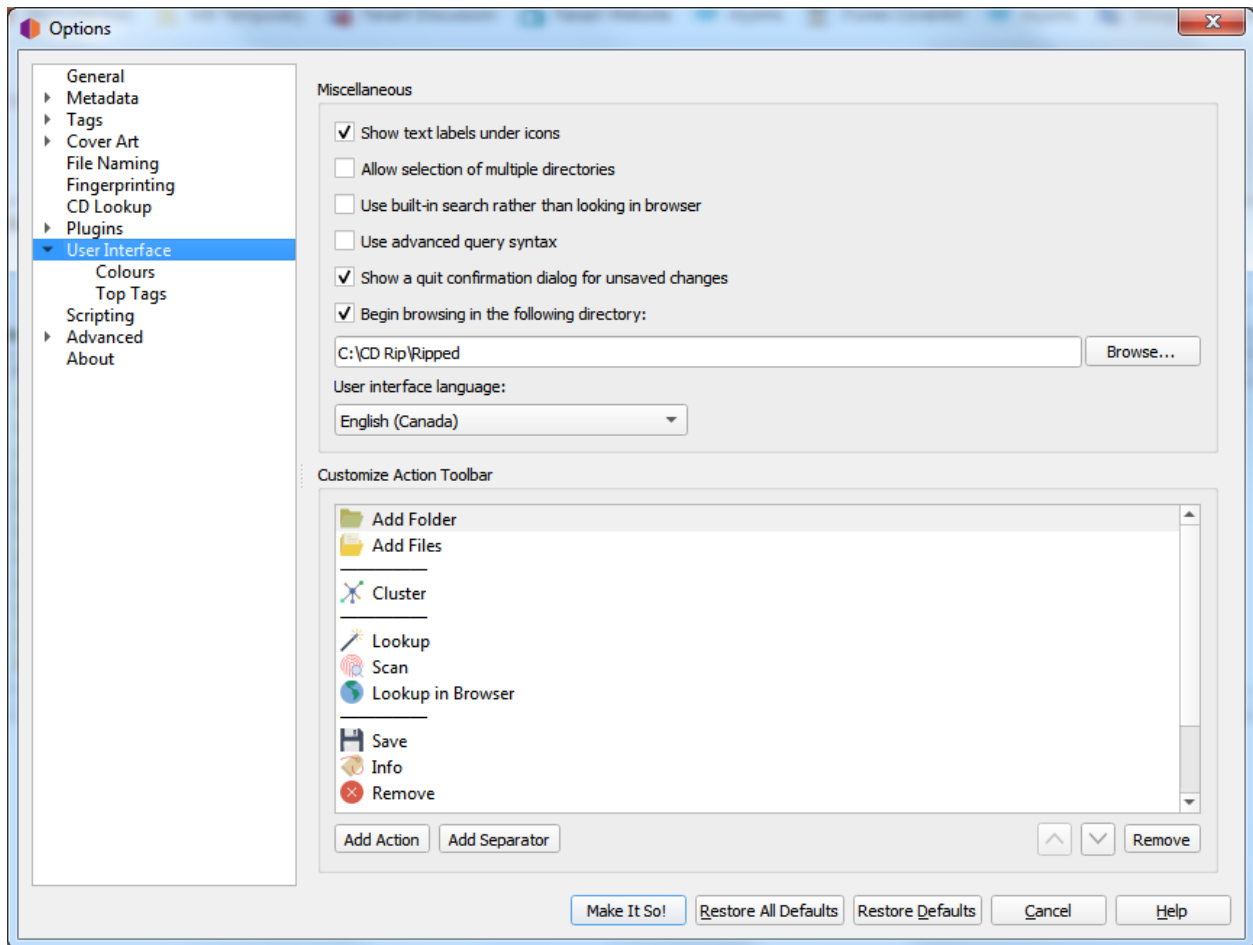 Options
General
Metadata
Tags
Cover Art
File Naming
Fingerprinting
CD Lookup
Plugins
User Interface
Colours
Top Tags
Scripting
Advanced
About
Miscellaneous
Show text labels under icons
Allow selection of multiple directories
Use built-in search rather than looking in browser
Use advanced query syntax
Show a quit confirmation dialog for unsaved changes
Begin browsing in the following directory:
C:\CD Rip\Ripped
Browse...
User interface language:
English (Canada)
Customize Action Toolbar
Add Folder
Add Files
Cluster
Lookup
Scan
Lookup in Browser
Save
Info
Remove
Add Action Add Separator Remove
Make It So! Restore All Defaults Restore Defaults Cancel Help